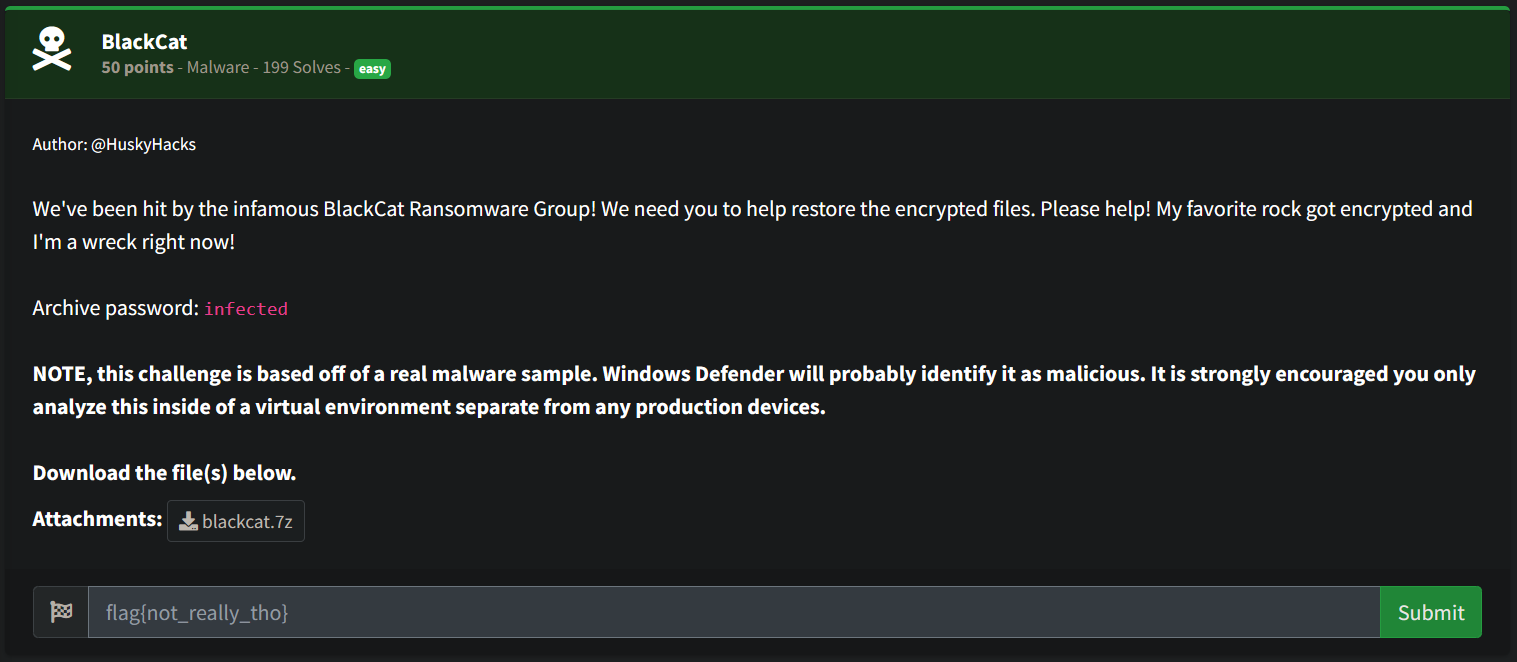 BlackCat
50 points - Malware - 199 Solves - easy
Author: @HuskyHacks
We've been hit by the infamous BlackCat Ransomware Group! We need you to help restore the encrypted files. Please help! My favorite rock got encrypted and
I'm a wreck right now!
Archive password: infected
NOTE, this challenge is based off of a real malware sample. Windows Defender will probably identify it as malicious. It is strongly encouraged you only
analyze this inside of a virtual environment separate from any production devices.
Download the file(s) below.
Attachments: blackcat.7z
flag{not_really_tho} Submit